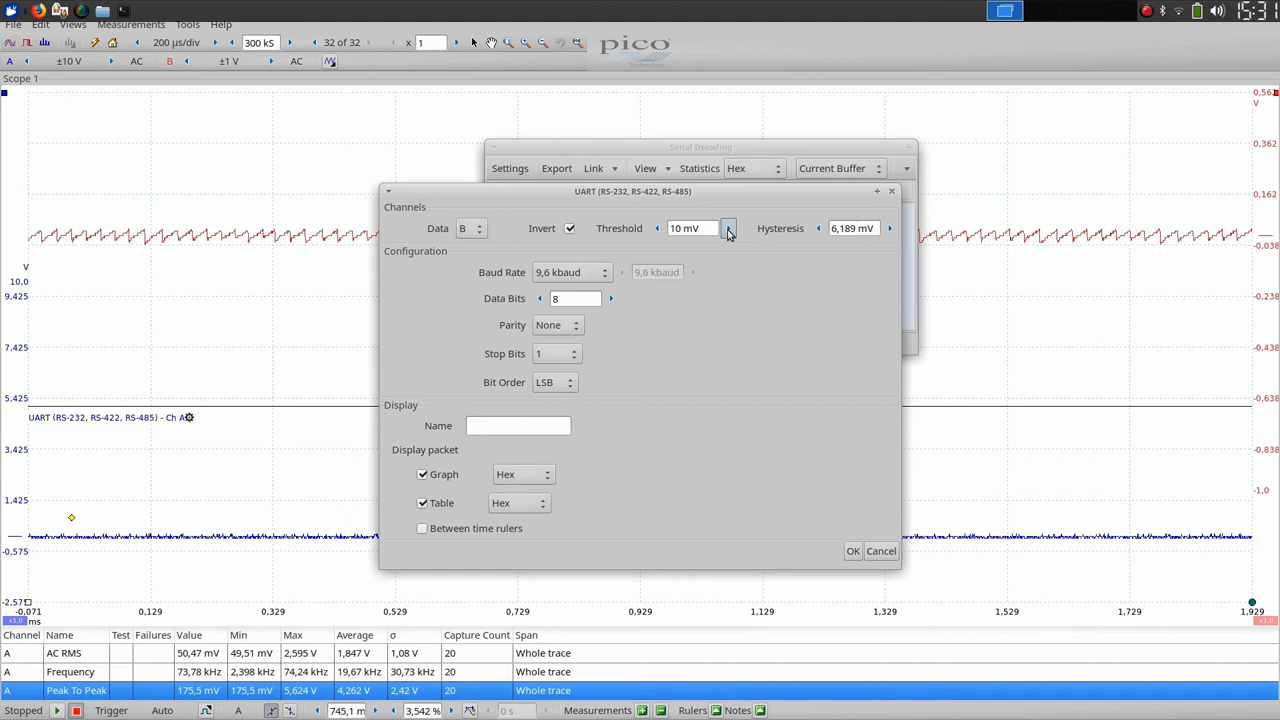 15:31
File Edit Views Measurements Tools Help
200 µs/div 300 kS 32 of 32 x 1
pico
Technology
A ±10 V AC B ±1 V AC
Scope 1
0,561
V
0,362
0,162
-0,038
-0,238
-0,438
-0,638
-0,838
-1,0
V
10.0
9,425
7,425
5,425
3,425
1,425
-0,575
-2,571
UART (RS-232, RS-422, RS-485) - Ch A
Serial Decoding
Settings Export Link View Statistics Hex Current Buffer
UART (RS-232, RS-422, RS-485)
Channels
Data B Invert Threshold 10 mV Hysteresis 6,189 mV
Configuration
Baud Rate 9,6 kbaud 9,6 kbaud
Data Bits 8
Parity None
Stop Bits 1
Bit Order LSB
Display
Name
Display packet
Graph Hex
Table Hex
Between time rulers
OK Cancel
-0,071 0,129 0,329 0,529 0,729 0,929 1,129 1,329 1,529 1,729 1,929
x1,0 ms x1,0
Channel Name Test Failures Value Min Max Average σ Capture Count Span
A AC RMS 50,47 mV 49,51 mV 2,595 V 1,847 V 1,08 V 20 Whole trace
A Frequency 73,78 kHz 2,398 kHz 74,24 kHz 19,67 kHz 30,73 kHz 20 Whole trace
A Peak To Peak 175,5 mV 175,5 mV 5,624 V 4,262 V 2,42 V 20 Whole trace
Stopped Trigger Auto A 745,1 m 3,542 % 0 s Measurements Rulers Notes